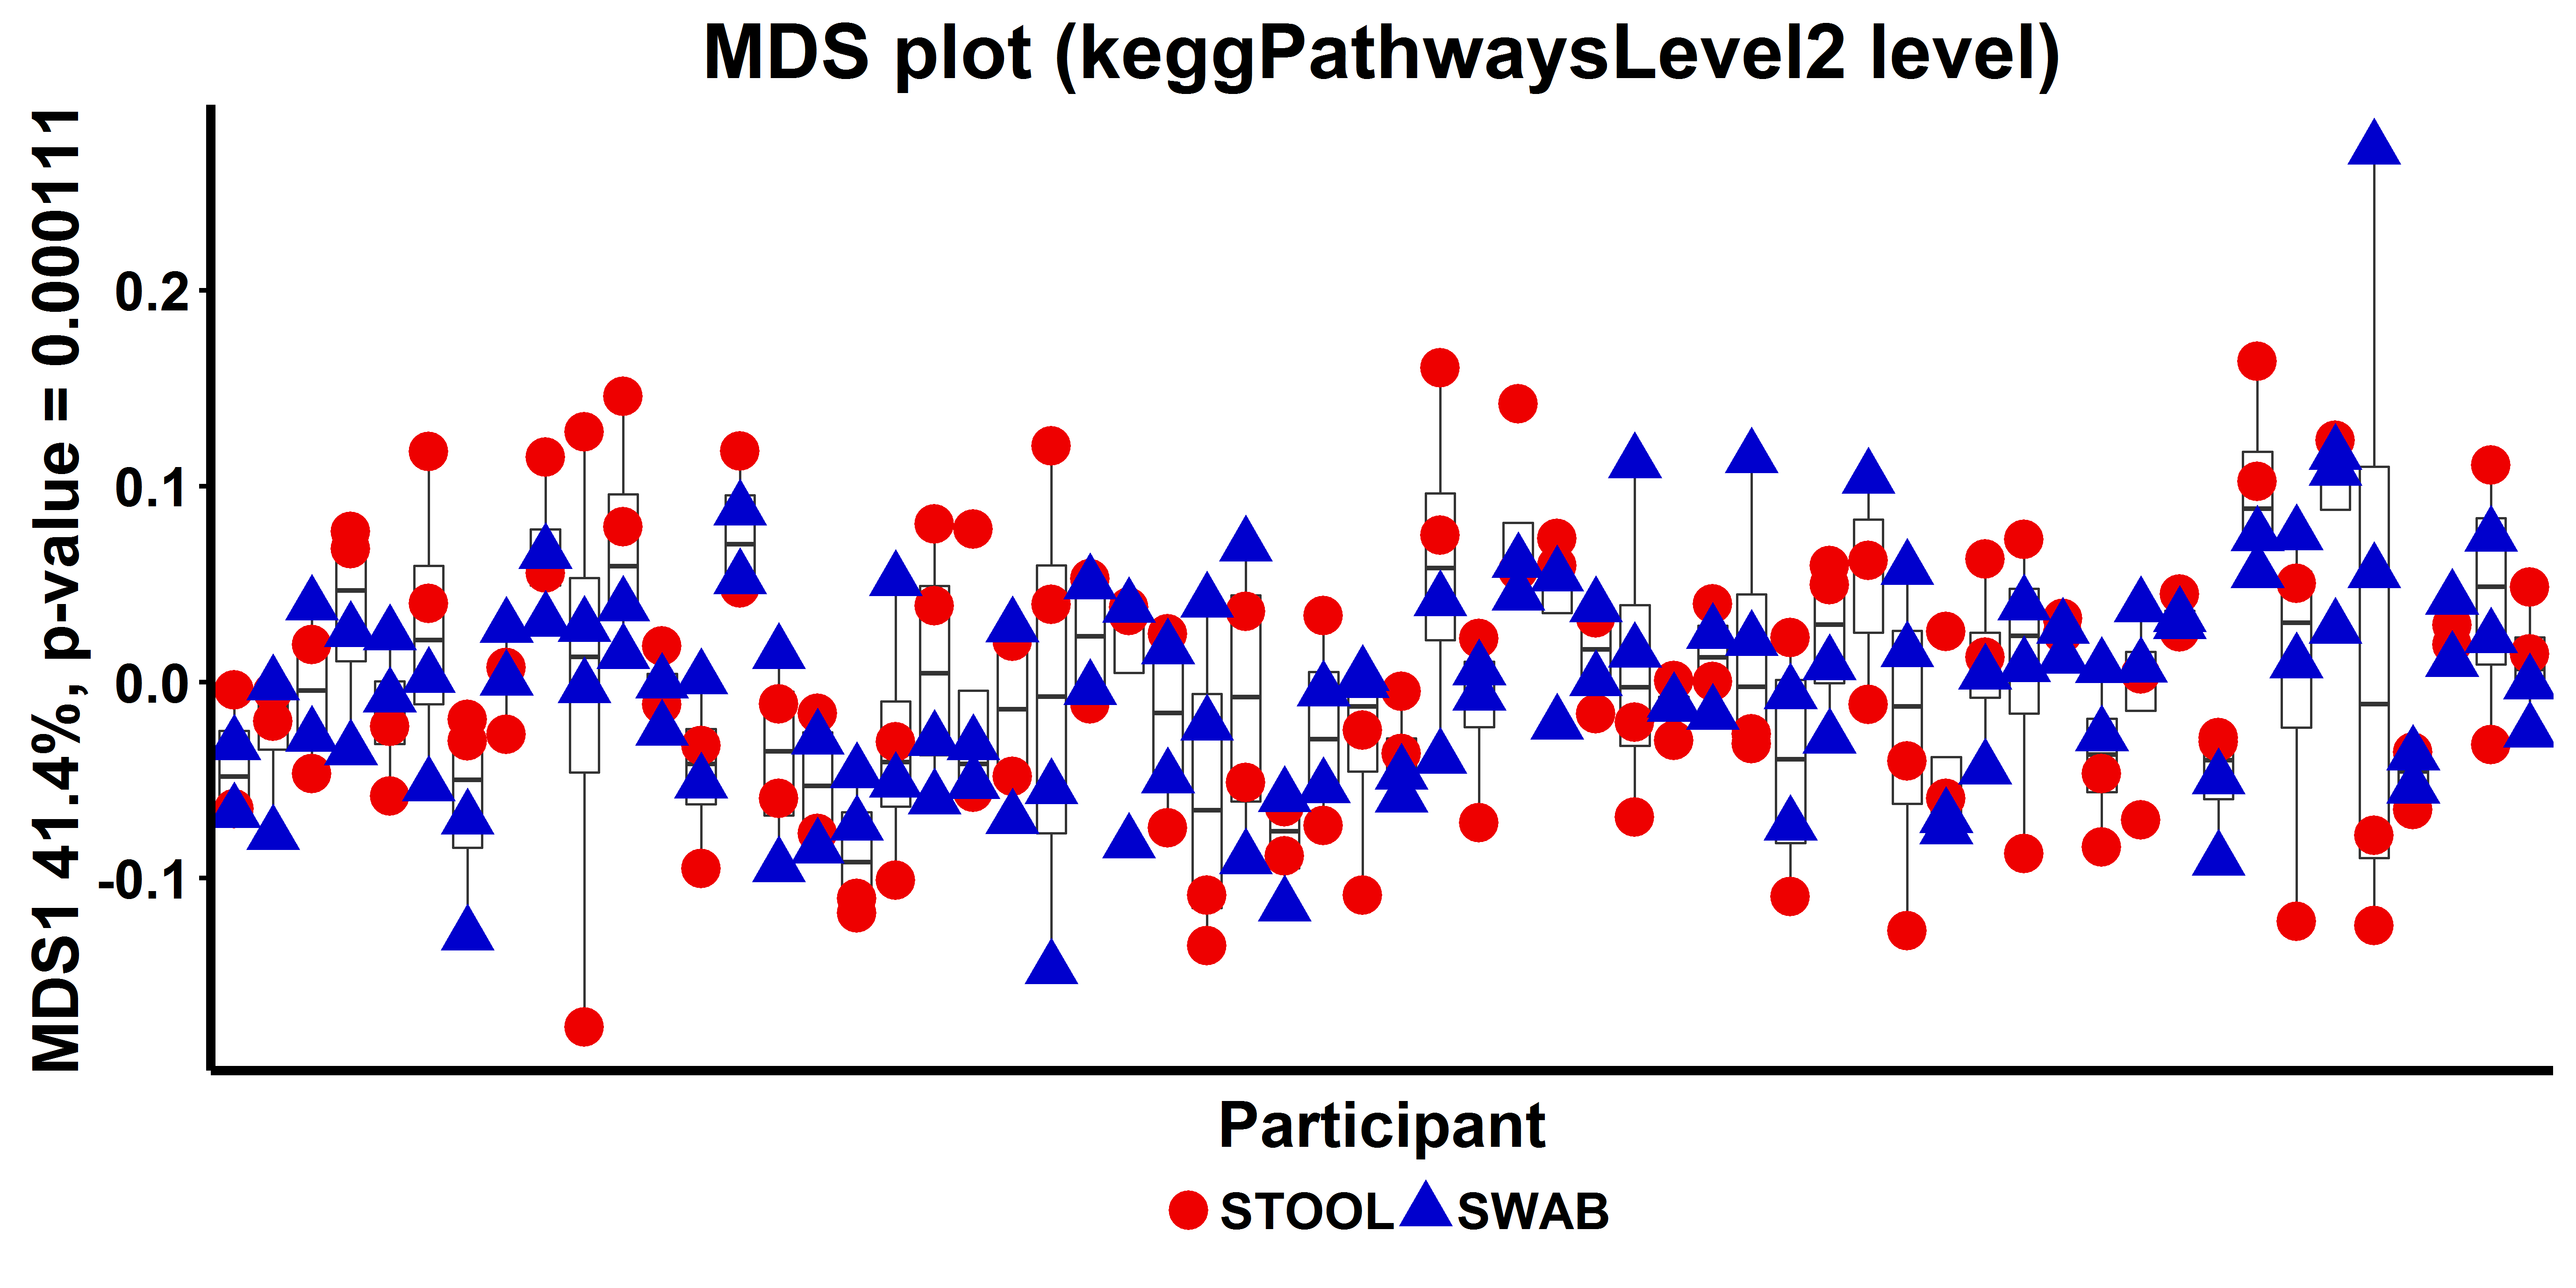 MDS plot (keggPathwaysLevel2 level)
MDS1 41.4%, p-value = 0.000111
0.2
0.1
0.0
-0.1
Participant
STOOL SWAB